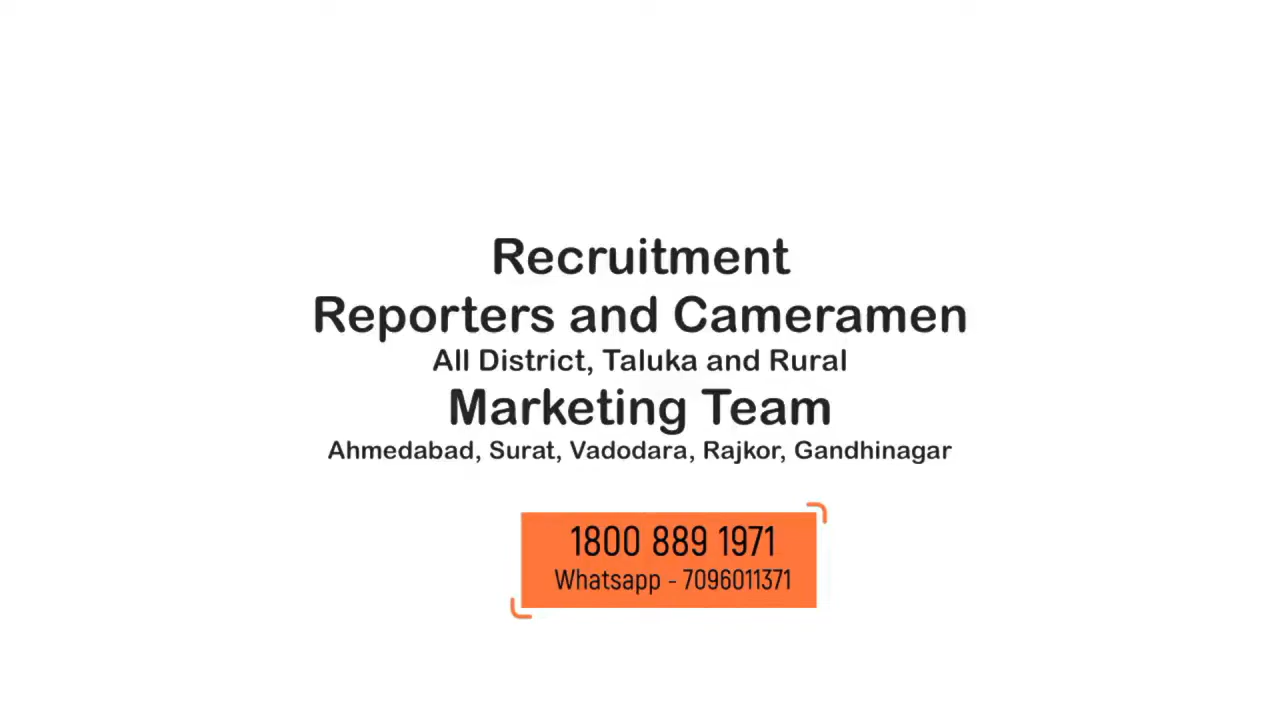 Recruitment
Reporters and Cameramen
All District, Taluka and Rural
Marketing Team
Ahmedabad, Surat, Vadodara, Rajkor, Gandhinagar
1800 889 1971
Whatsapp - 7096011371